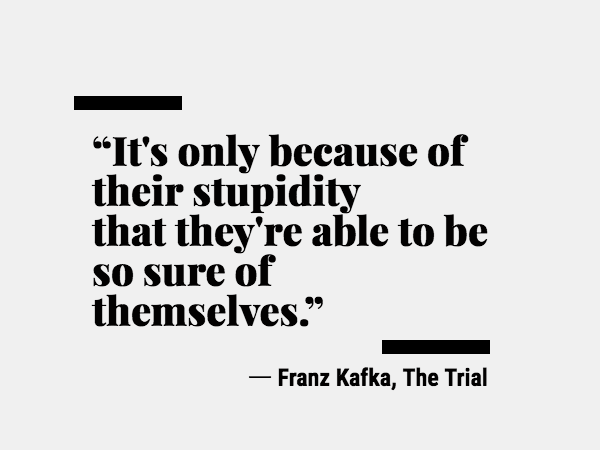 “It's only because of
their stupidity
that they're able to be
so sure of
themselves.”
— Franz Kafka, The Trial